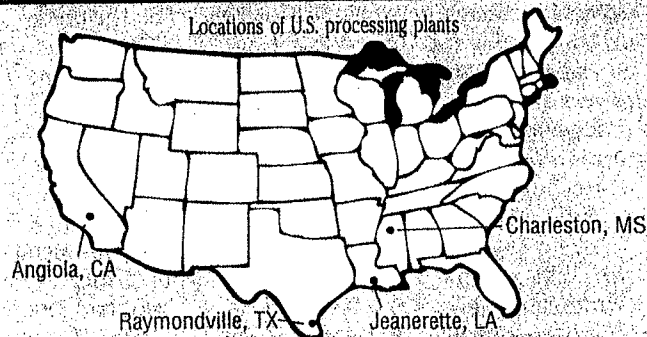 Locations of U.S. processing plants
Charleston, MS
Angiola, CA
Raymondville, TX
Jeanerette, LA